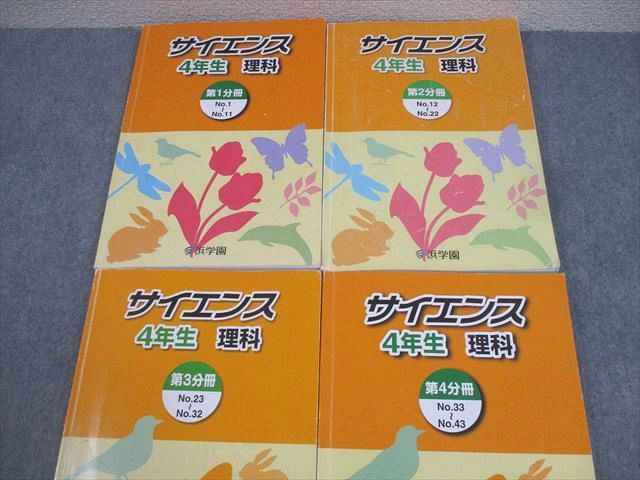 サイエンス
4年生 理科
第1分冊
No.1
~
No.11
浜学園
サイエンス
4年生 理科
第2分冊
No.12
~
No.22
浜学園
サイエンス
4年生 理科
第3分冊
No.23
~
No.32
サイエンス
4年生 理科
第4分冊
No.33
~
No.43